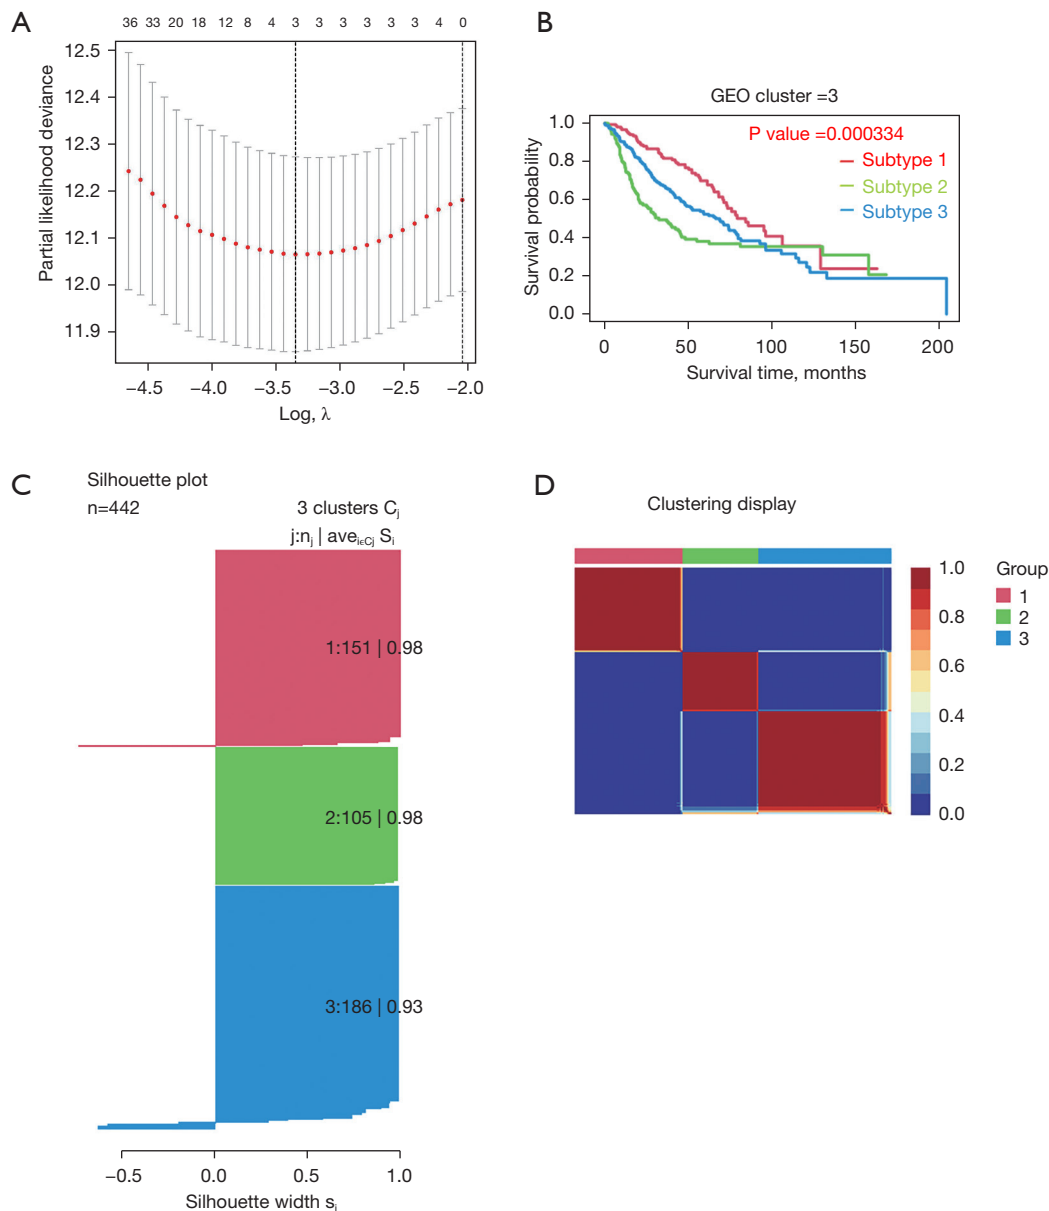 A
36 33 20 18 12 8 4 3 3 3 3 3 3 4 0
Partial likelihood deviance
12.5
12.4
12.3
12.2
12.1
12.0
11.9
−4.5 −4.0 −3.5 −3.0 −2.5 −2.0
Log, λ
B
GEO cluster =3
P value =0.000334
Subtype 1
Subtype 2
Subtype 3
Survival probability
1.0
0.8
0.6
0.4
0.2
0.0
0 50 100 150 200
Survival time, months
C
Silhouette plot
n=442
3 clusters Cj
j:nj | aveiϵCj Si
1:151 | 0.98
2:105 | 0.98
3:186 | 0.93
−0.5 0.0 0.5 1.0
Silhouette width si
D
Clustering display
1.0
0.8
0.6
0.4
0.2
0.0
Group
1
2
3